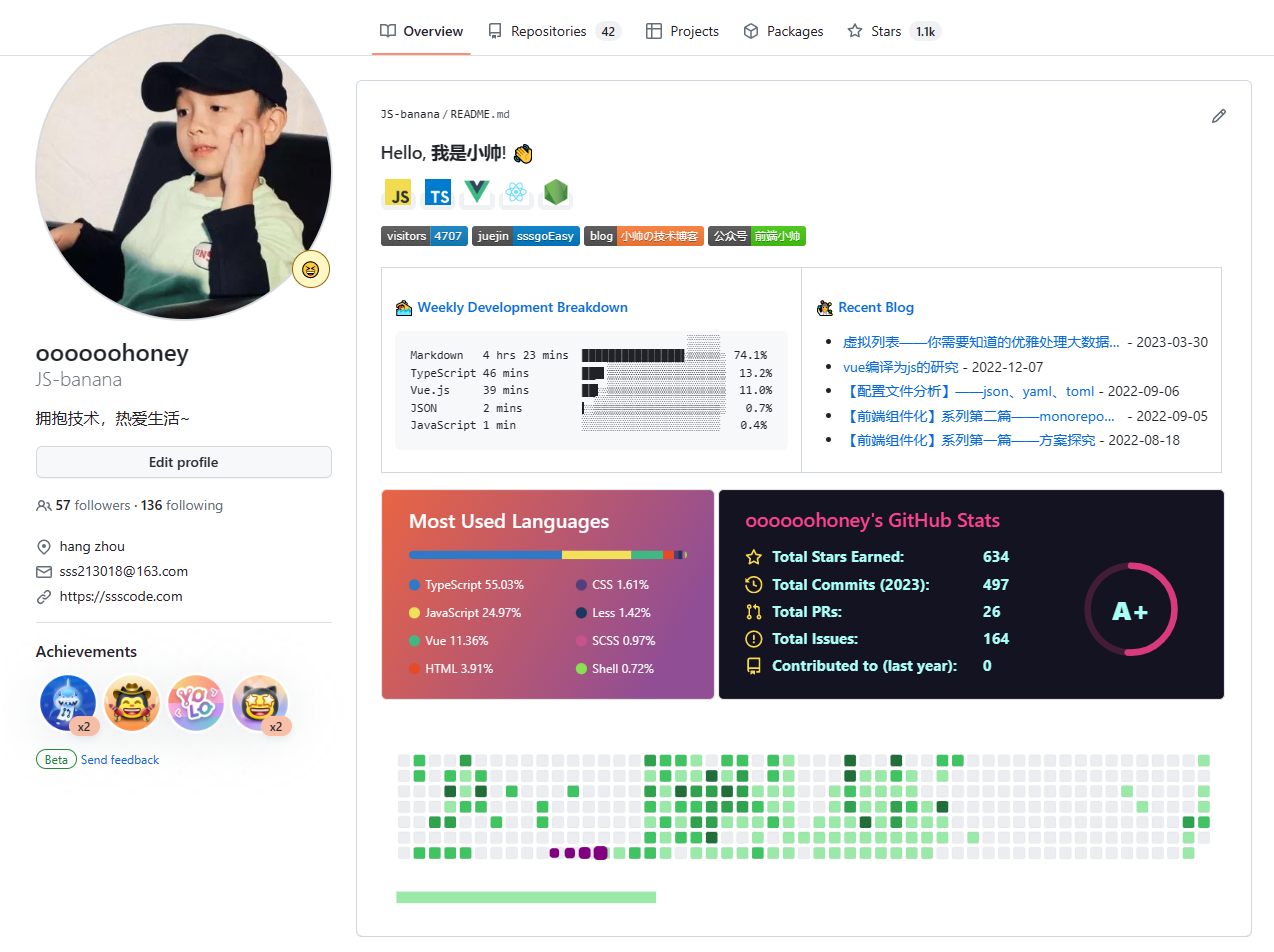 Overview Repositories 42 Projects Packages Stars 1.1k
JS-banana / README.md
Hello, 我是小帅! 👋
JS TS
visitors 4707 juejin sssgoEasy blog 小帅の技术博客 公众号 前端小帅
Weekly Development Breakdown
Markdown 4 hrs 23 mins 74.1%
TypeScript 46 mins 13.2%
Vue.js 39 mins 11.0%
JSON 2 mins 0.7%
JavaScript 1 min 0.4%
Recent Blog
虚拟列表——你需要知道的优雅处理大数据... - 2023-03-30
vue编译为js的研究 - 2022-12-07
【配置文件分析】——json、yaml、toml - 2022-09-06
【前端组件化】系列第二篇——monorepo... - 2022-09-05
【前端组件化】系列第一篇——方案探究 - 2022-08-18
Most Used Languages
TypeScript 55.03%
JavaScript 24.97%
Vue 11.36%
HTML 3.91%
CSS 1.61%
Less 1.42%
SCSS 0.97%
Shell 0.72%
oooooohoney's GitHub Stats
Total Stars Earned: 634
Total Commits (2023): 497
Total PRs: 26
Total Issues: 164
Contributed to (last year): 0
A+
oooooohoney
JS-banana
拥抱技术，热爱生活~
Edit profile
57 followers · 136 following
hang zhou
sss213018@163.com
https://ssscode.com
Achievements
x2
YOLO
x2
Beta Send feedback